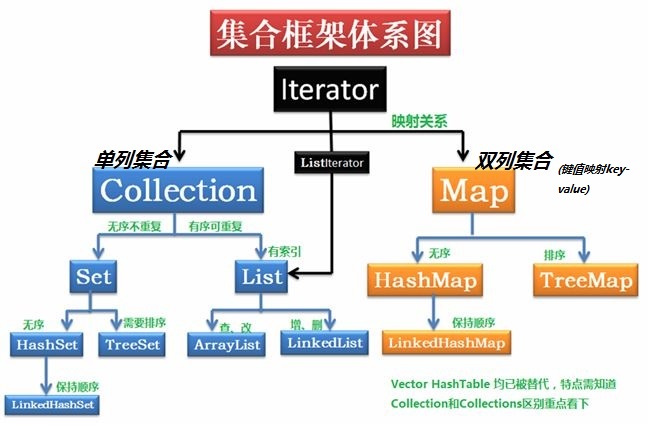 集合框架体系图
Iterator
映射关系
单列集合
ListIterator
双列集合
(键值映射key-
value)
Collection
Map
无序不重复
有序可重复
有索引
无序
排序
Set
List
HashMap
TreeMap
无序
需要排序
查、改
增、删
保持顺序
HashSet
TreeSet
ArrayList
LinkedList
LinkedHashMap
保持顺序
LinkedHashSet
Vector HashTable 均已被替代，特点需知道
Collection和Collections区别重点看下